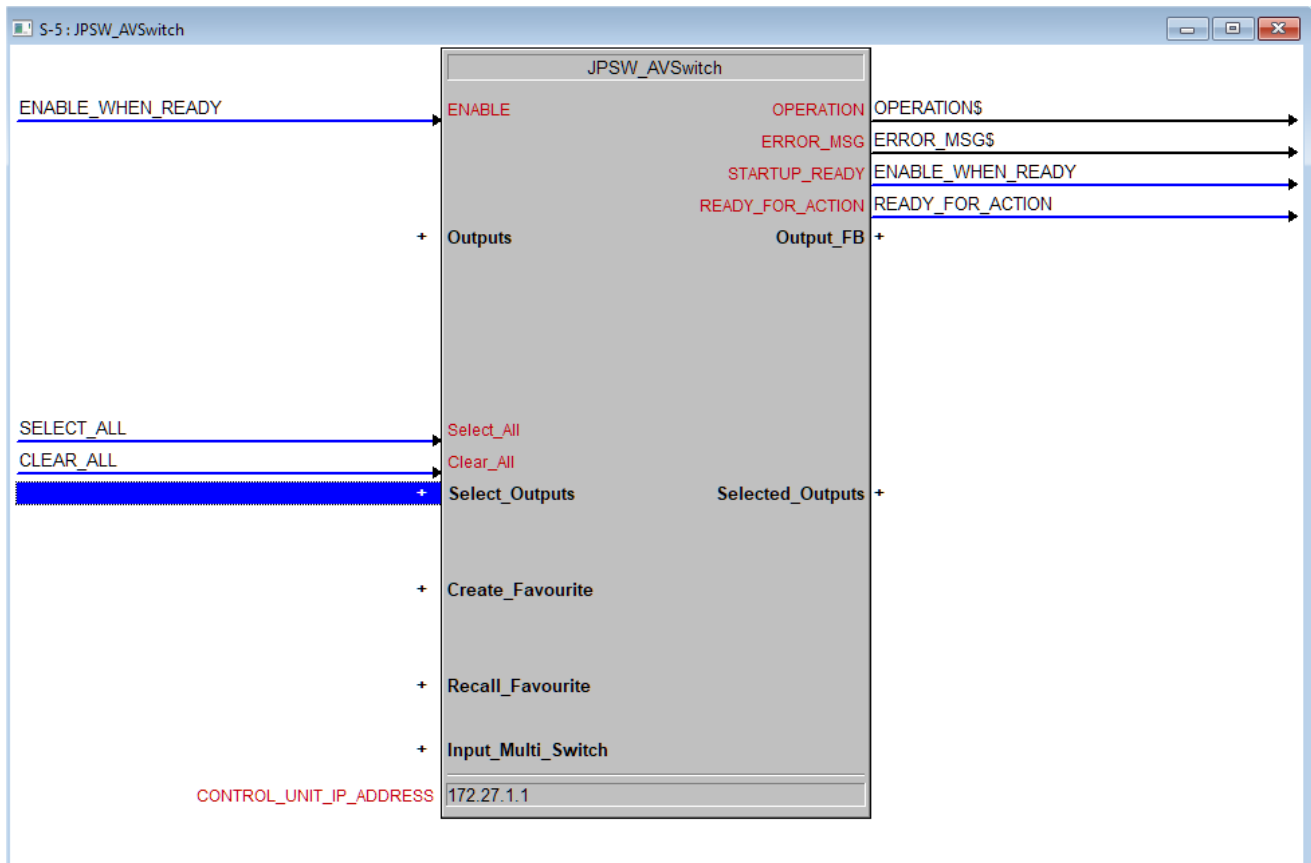 S-5 : JPSW_AVSwitch
JPSW_AVSwitch
ENABLE_WHEN_READY ENABLE OPERATION OPERATION$
ERROR_MSG ERROR_MSG$
STARTUP_READY ENABLE_WHEN_READY
READY_FOR_ACTION READY_FOR_ACTION
+ Outputs Output_FB +
SELECT_ALL Select_All
CLEAR_ALL Clear_All
+ Select_Outputs Selected_Outputs +
+ Create_Favourite
+ Recall_Favourite
+ Input_Multi_Switch
CONTROL_UNIT_IP_ADDRESS 172.27.1.1